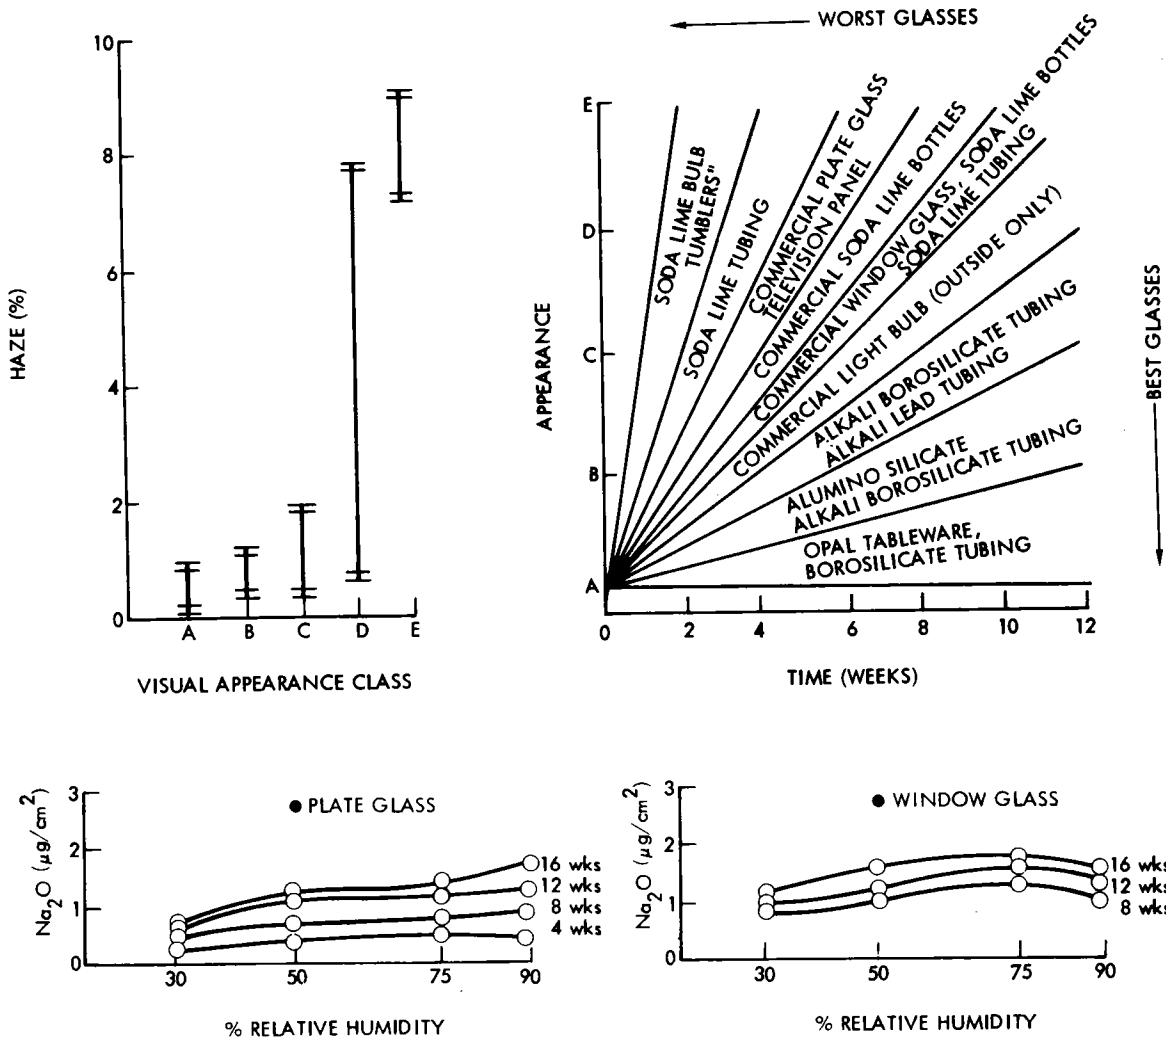 10
8
6
4
2
0
HAZE (%)
A B C D E
VISUAL APPEARANCE CLASS
WORST GLASSES
E
D
C
B
A
APPEARANCE
SODA LIME BULB
TUMBLERS"
SODA LIME TUBING
COMMERCIAL PLATE GLASS
TELEVISION PANEL
COMMERCIAL SODA LIME BOTTLES
COMMERCIAL WINDOW GLASS, SODA LIME BOTTLES
SODA LIME TUBING
COMMERCIAL LIGHT BULB (OUTSIDE ONLY)
ALKALI BOROSILICATE TUBING
ALKALI LEAD TUBING
ALUMINO SILICATE
ALKALI BOROSILICATE TUBING
OPAL TABLEWARE,
BOROSILICATE TUBING
BEST GLASSES
0 2 4 6 8 10 12
TIME (WEEKS)
3
2
1
0
Na2O (μg/cm2)
● PLATE GLASS
16 wks
12 wks
8 wks
4 wks
30 50 75 90
% RELATIVE HUMIDITY
3
2
1
0
Na2O (μg/cm2)
● WINDOW GLASS
16 wks
12 wks
8 wks
30 50 75 90
% RELATIVE HUMIDITY